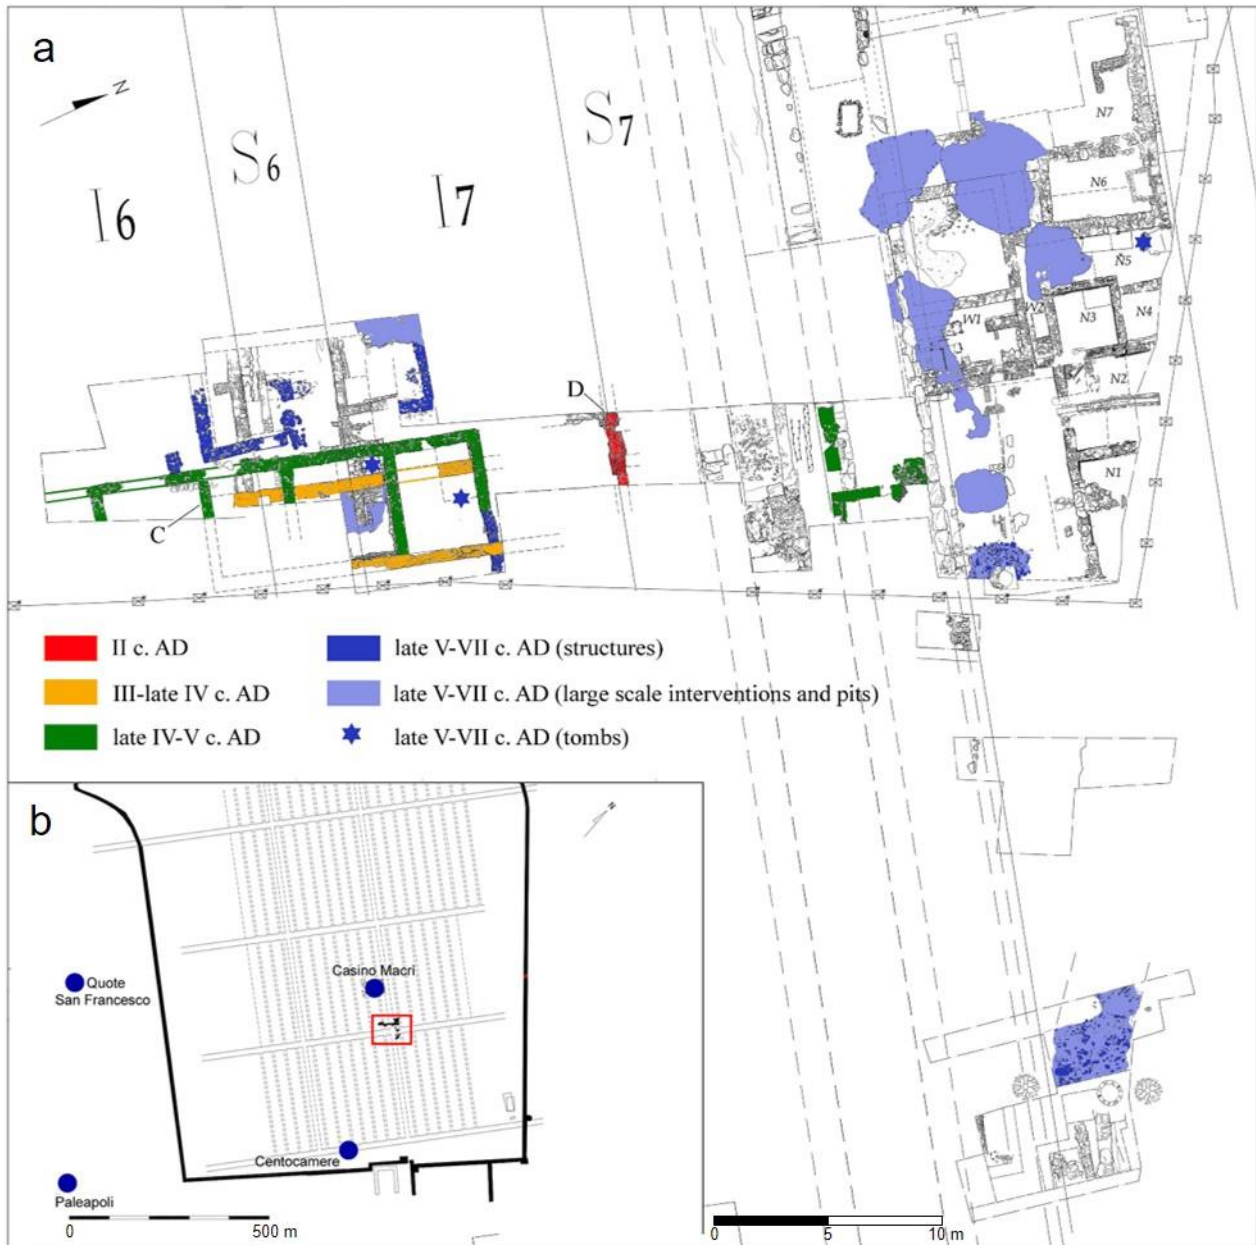 a
N
S6
S7
I6
I7
N7
N6
N5
N4
W1
W2
N3
N2
N1
D
C
II c. AD
III-late IV c. AD
late IV-V c. AD
late V-VII c. AD (structures)
late V-VII c. AD (large scale interventions and pits)
late V-VII c. AD (tombs)
b
N
Casino Macrì
Quote
San Francesco
Centocamere
Paleapoli
0 500 m
0 5 10 m